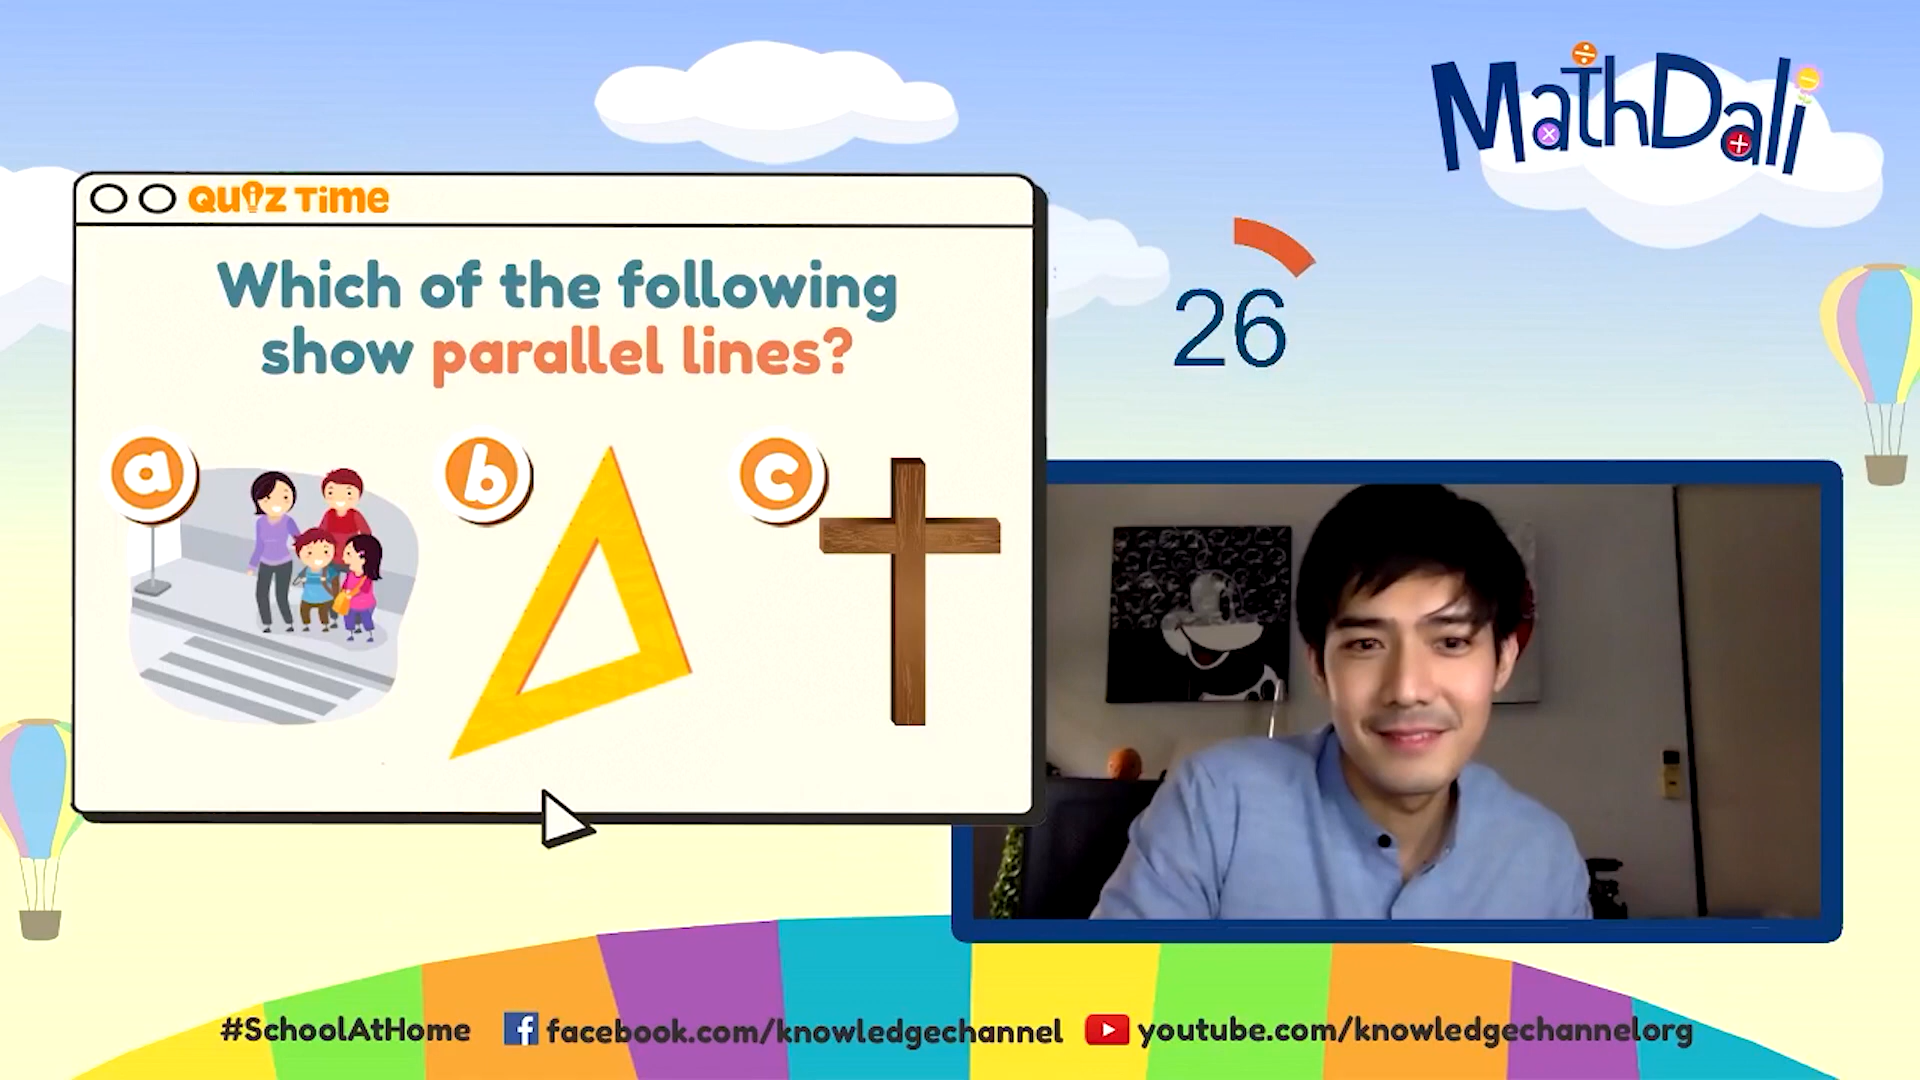 MathDali
QUIZ TIME
Which of the following
show parallel lines?
a
b
c
26
#SchoolAtHome
facebook.com/knowledgechannel
youtube.com/knowledgechannelorg